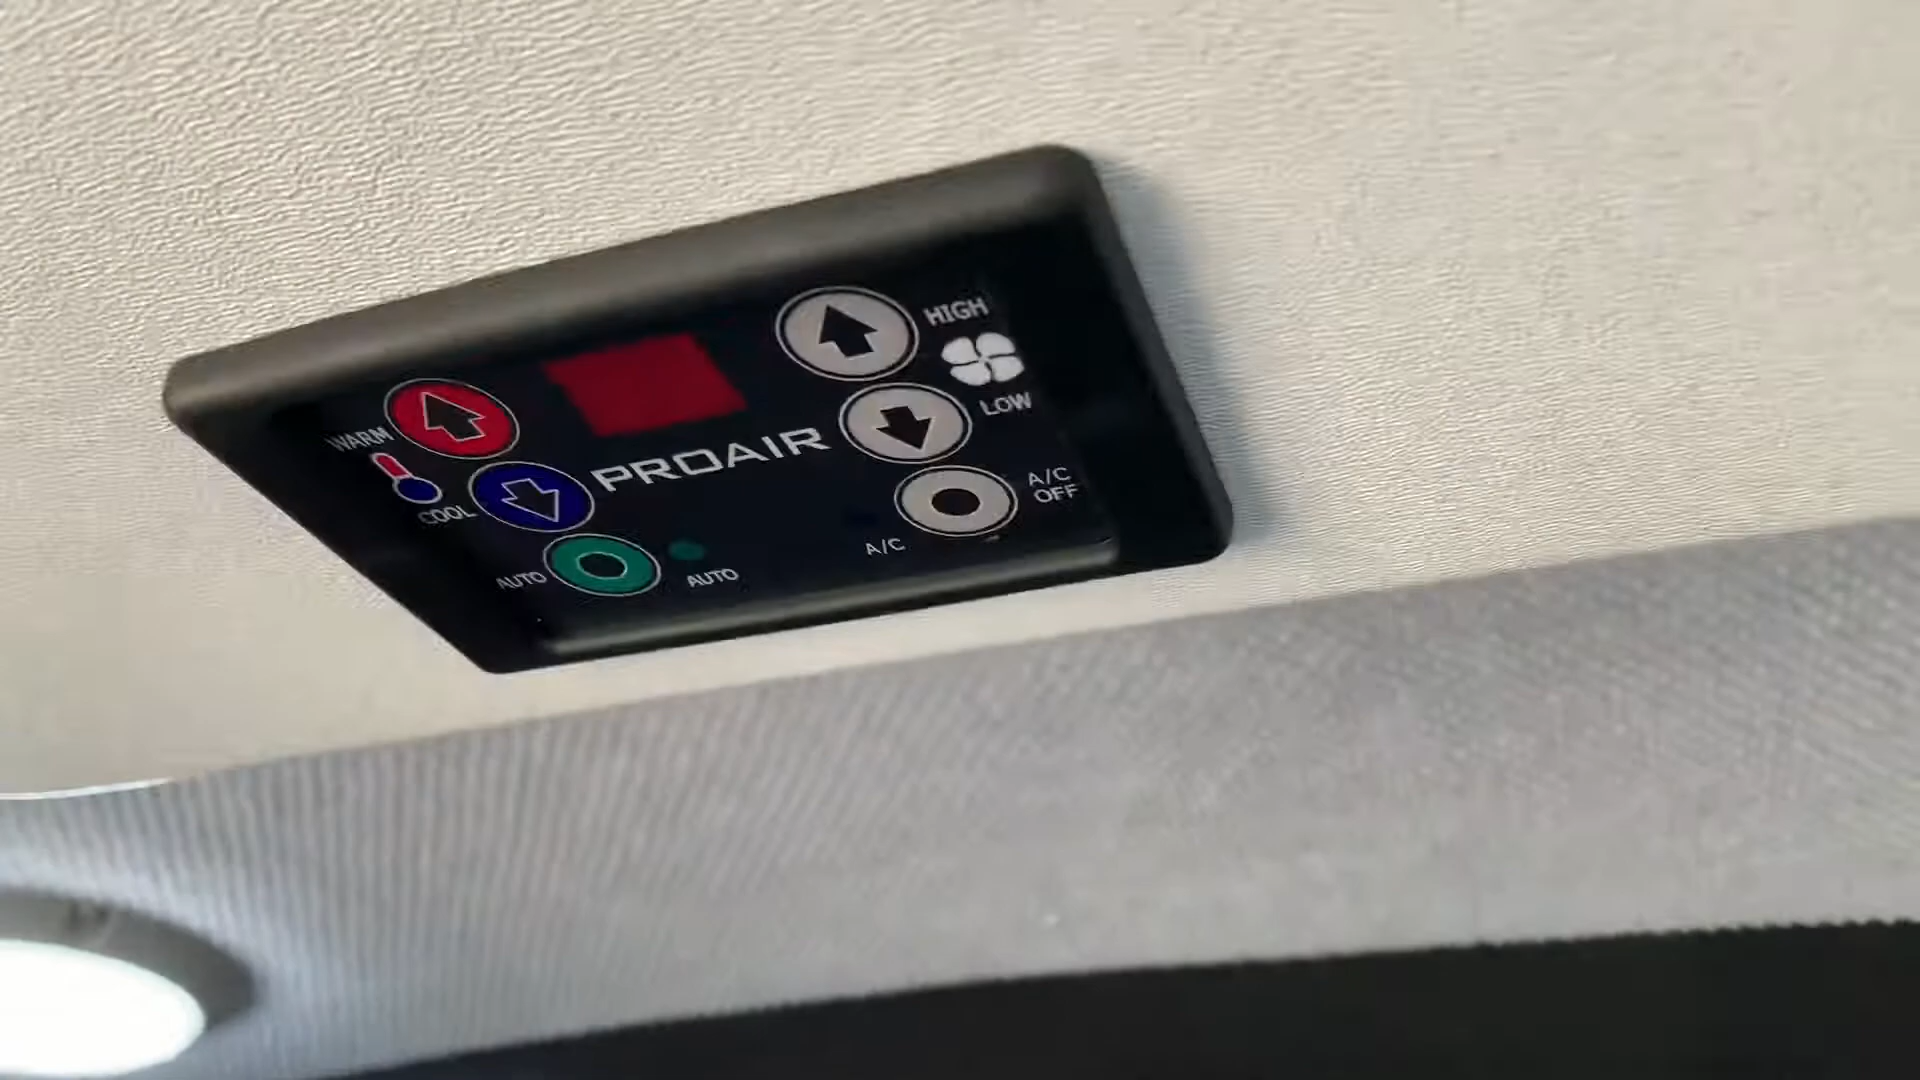 HIGH
WARM
LOW
PROAIR
COOL
A/C
OFF
A/C
AUTO
AUTO